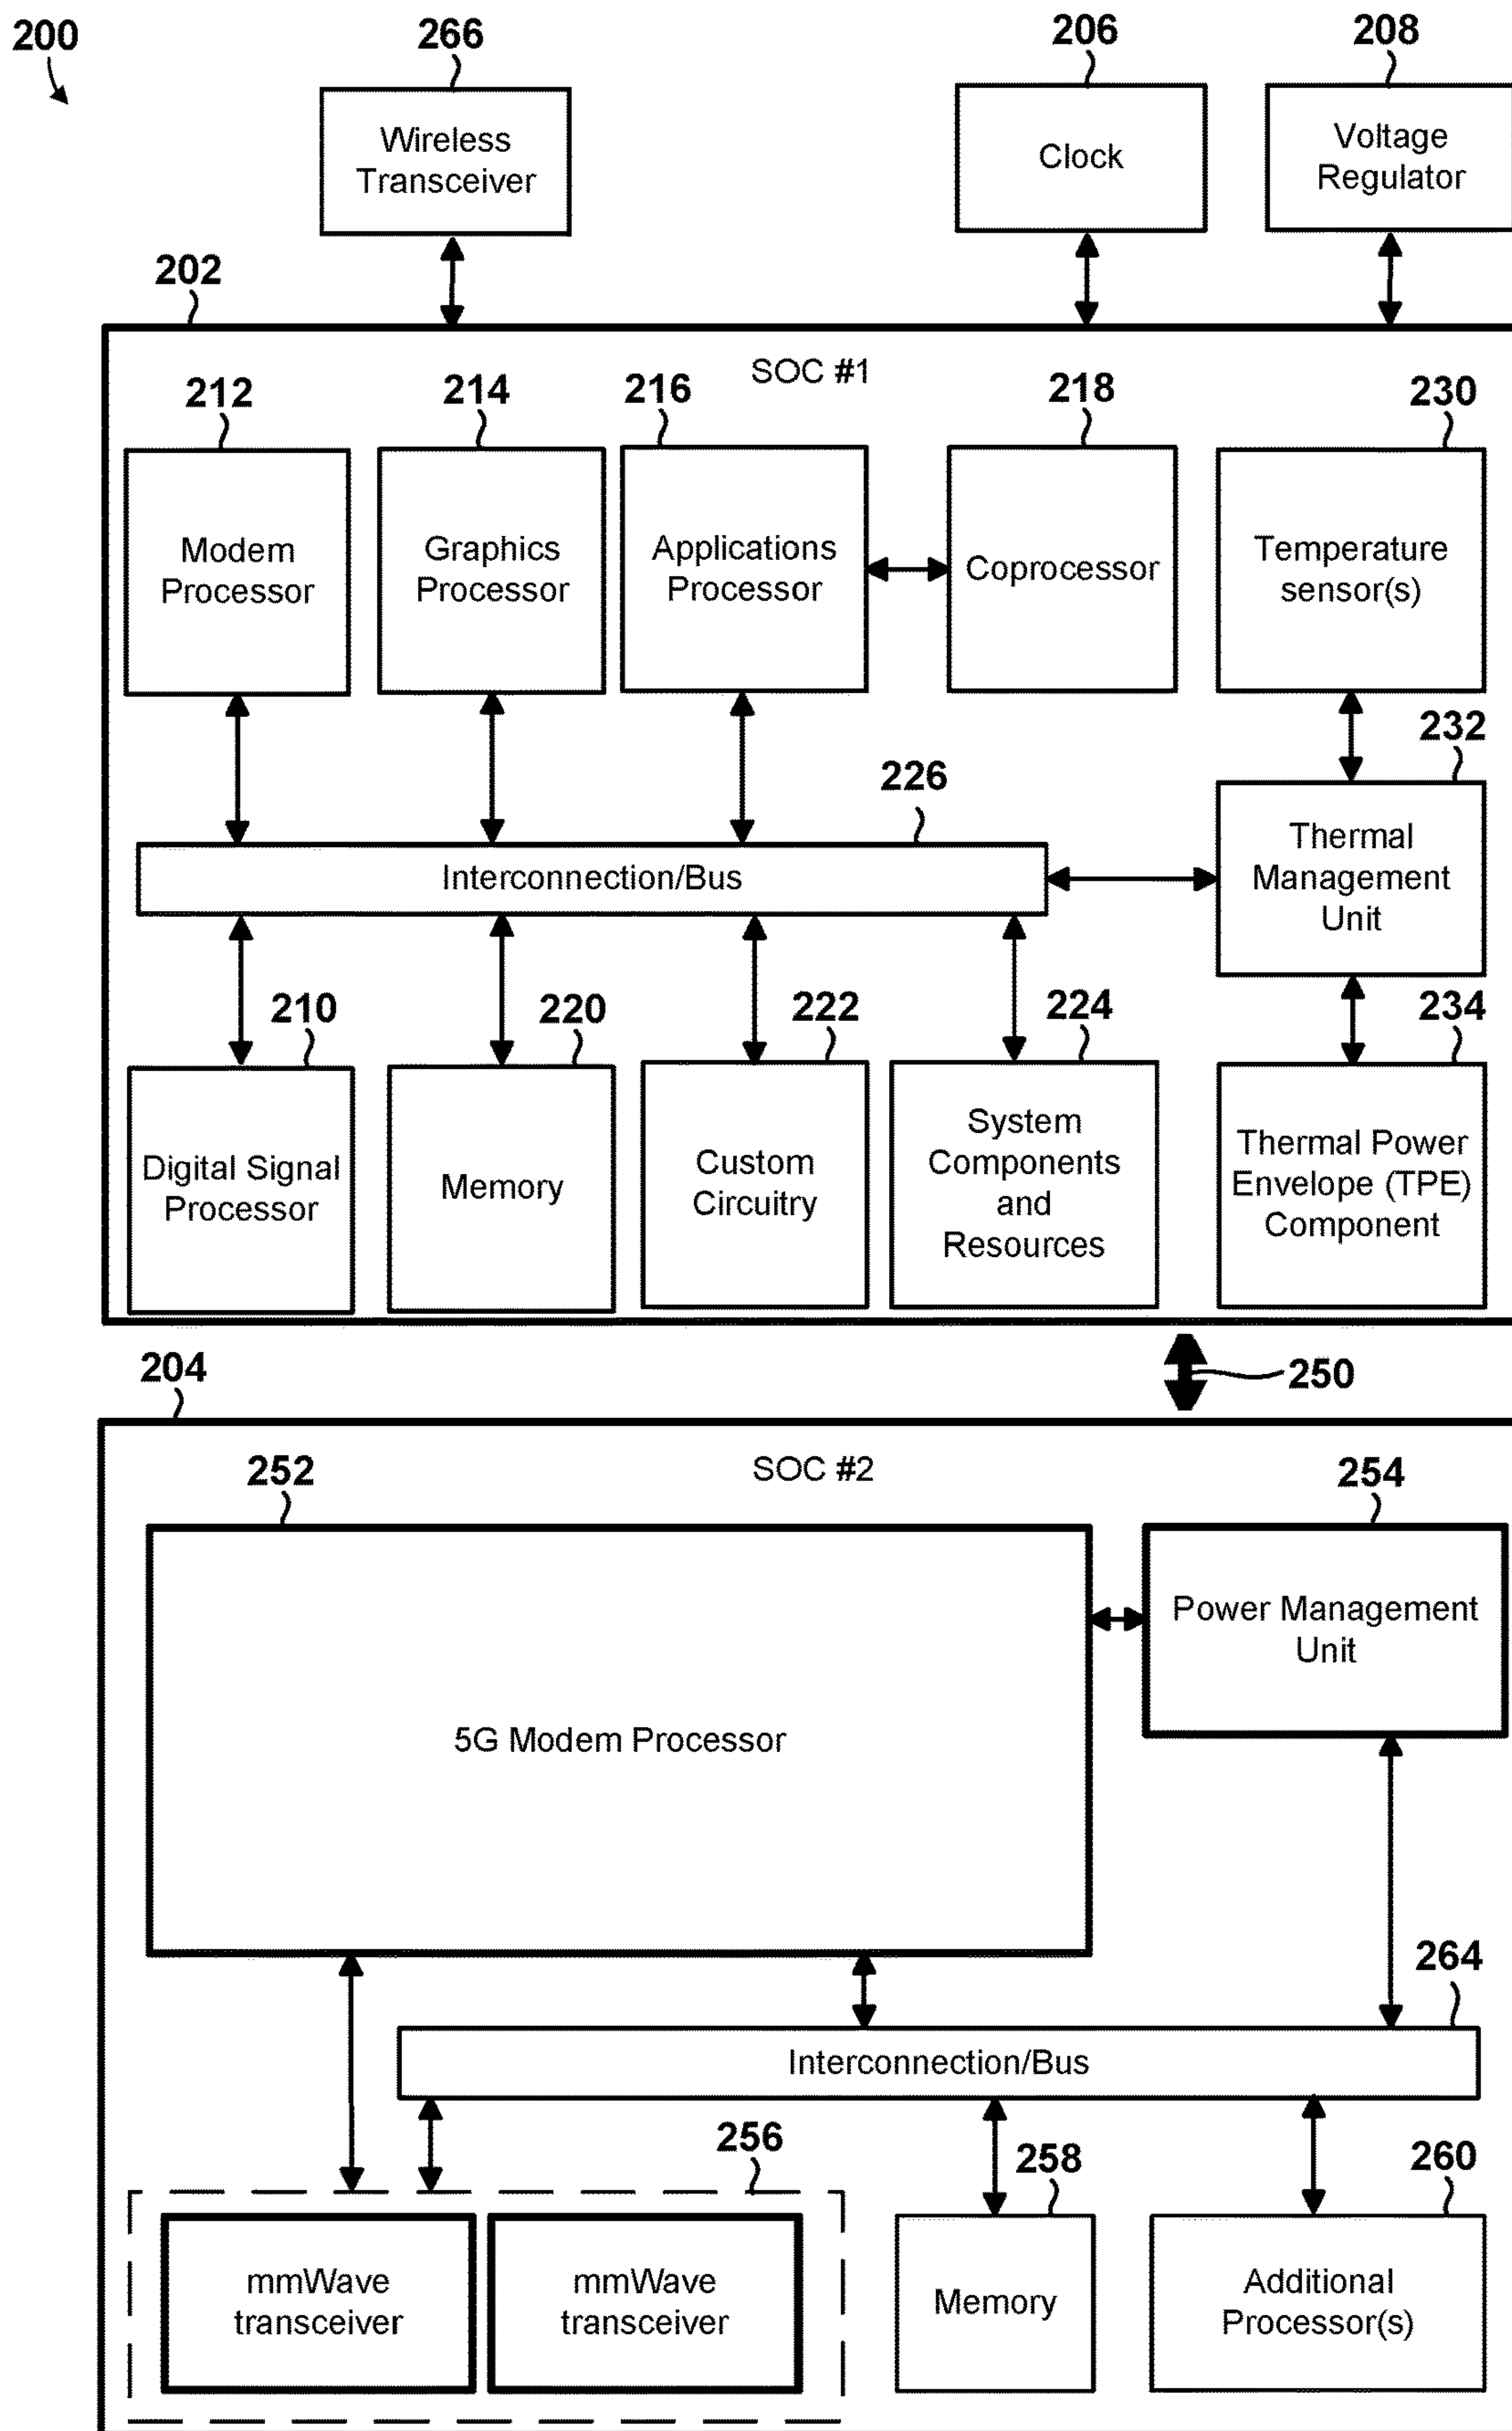 200
266
206
208
Wireless
Transceiver
Clock
Voltage
Regulator
202
SOC #1
212
214
216
218
230
Modem
Processor
Graphics
Processor
Applications
Processor
Coprocessor
Temperature
sensor(s)
232
226
Interconnection/Bus
Thermal
Management
Unit
210
220
222
224
234
Digital Signal
Processor
Memory
Custom
Circuitry
System
Components
and
Resources
Thermal Power
Envelope (TPE)
Component
204
250
SOC #2
252
254
5G Modem Processor
Power Management
Unit
264
Interconnection/Bus
256
258
260
mmWave
transceiver
mmWave
transceiver
Memory
Additional
Processor(s)